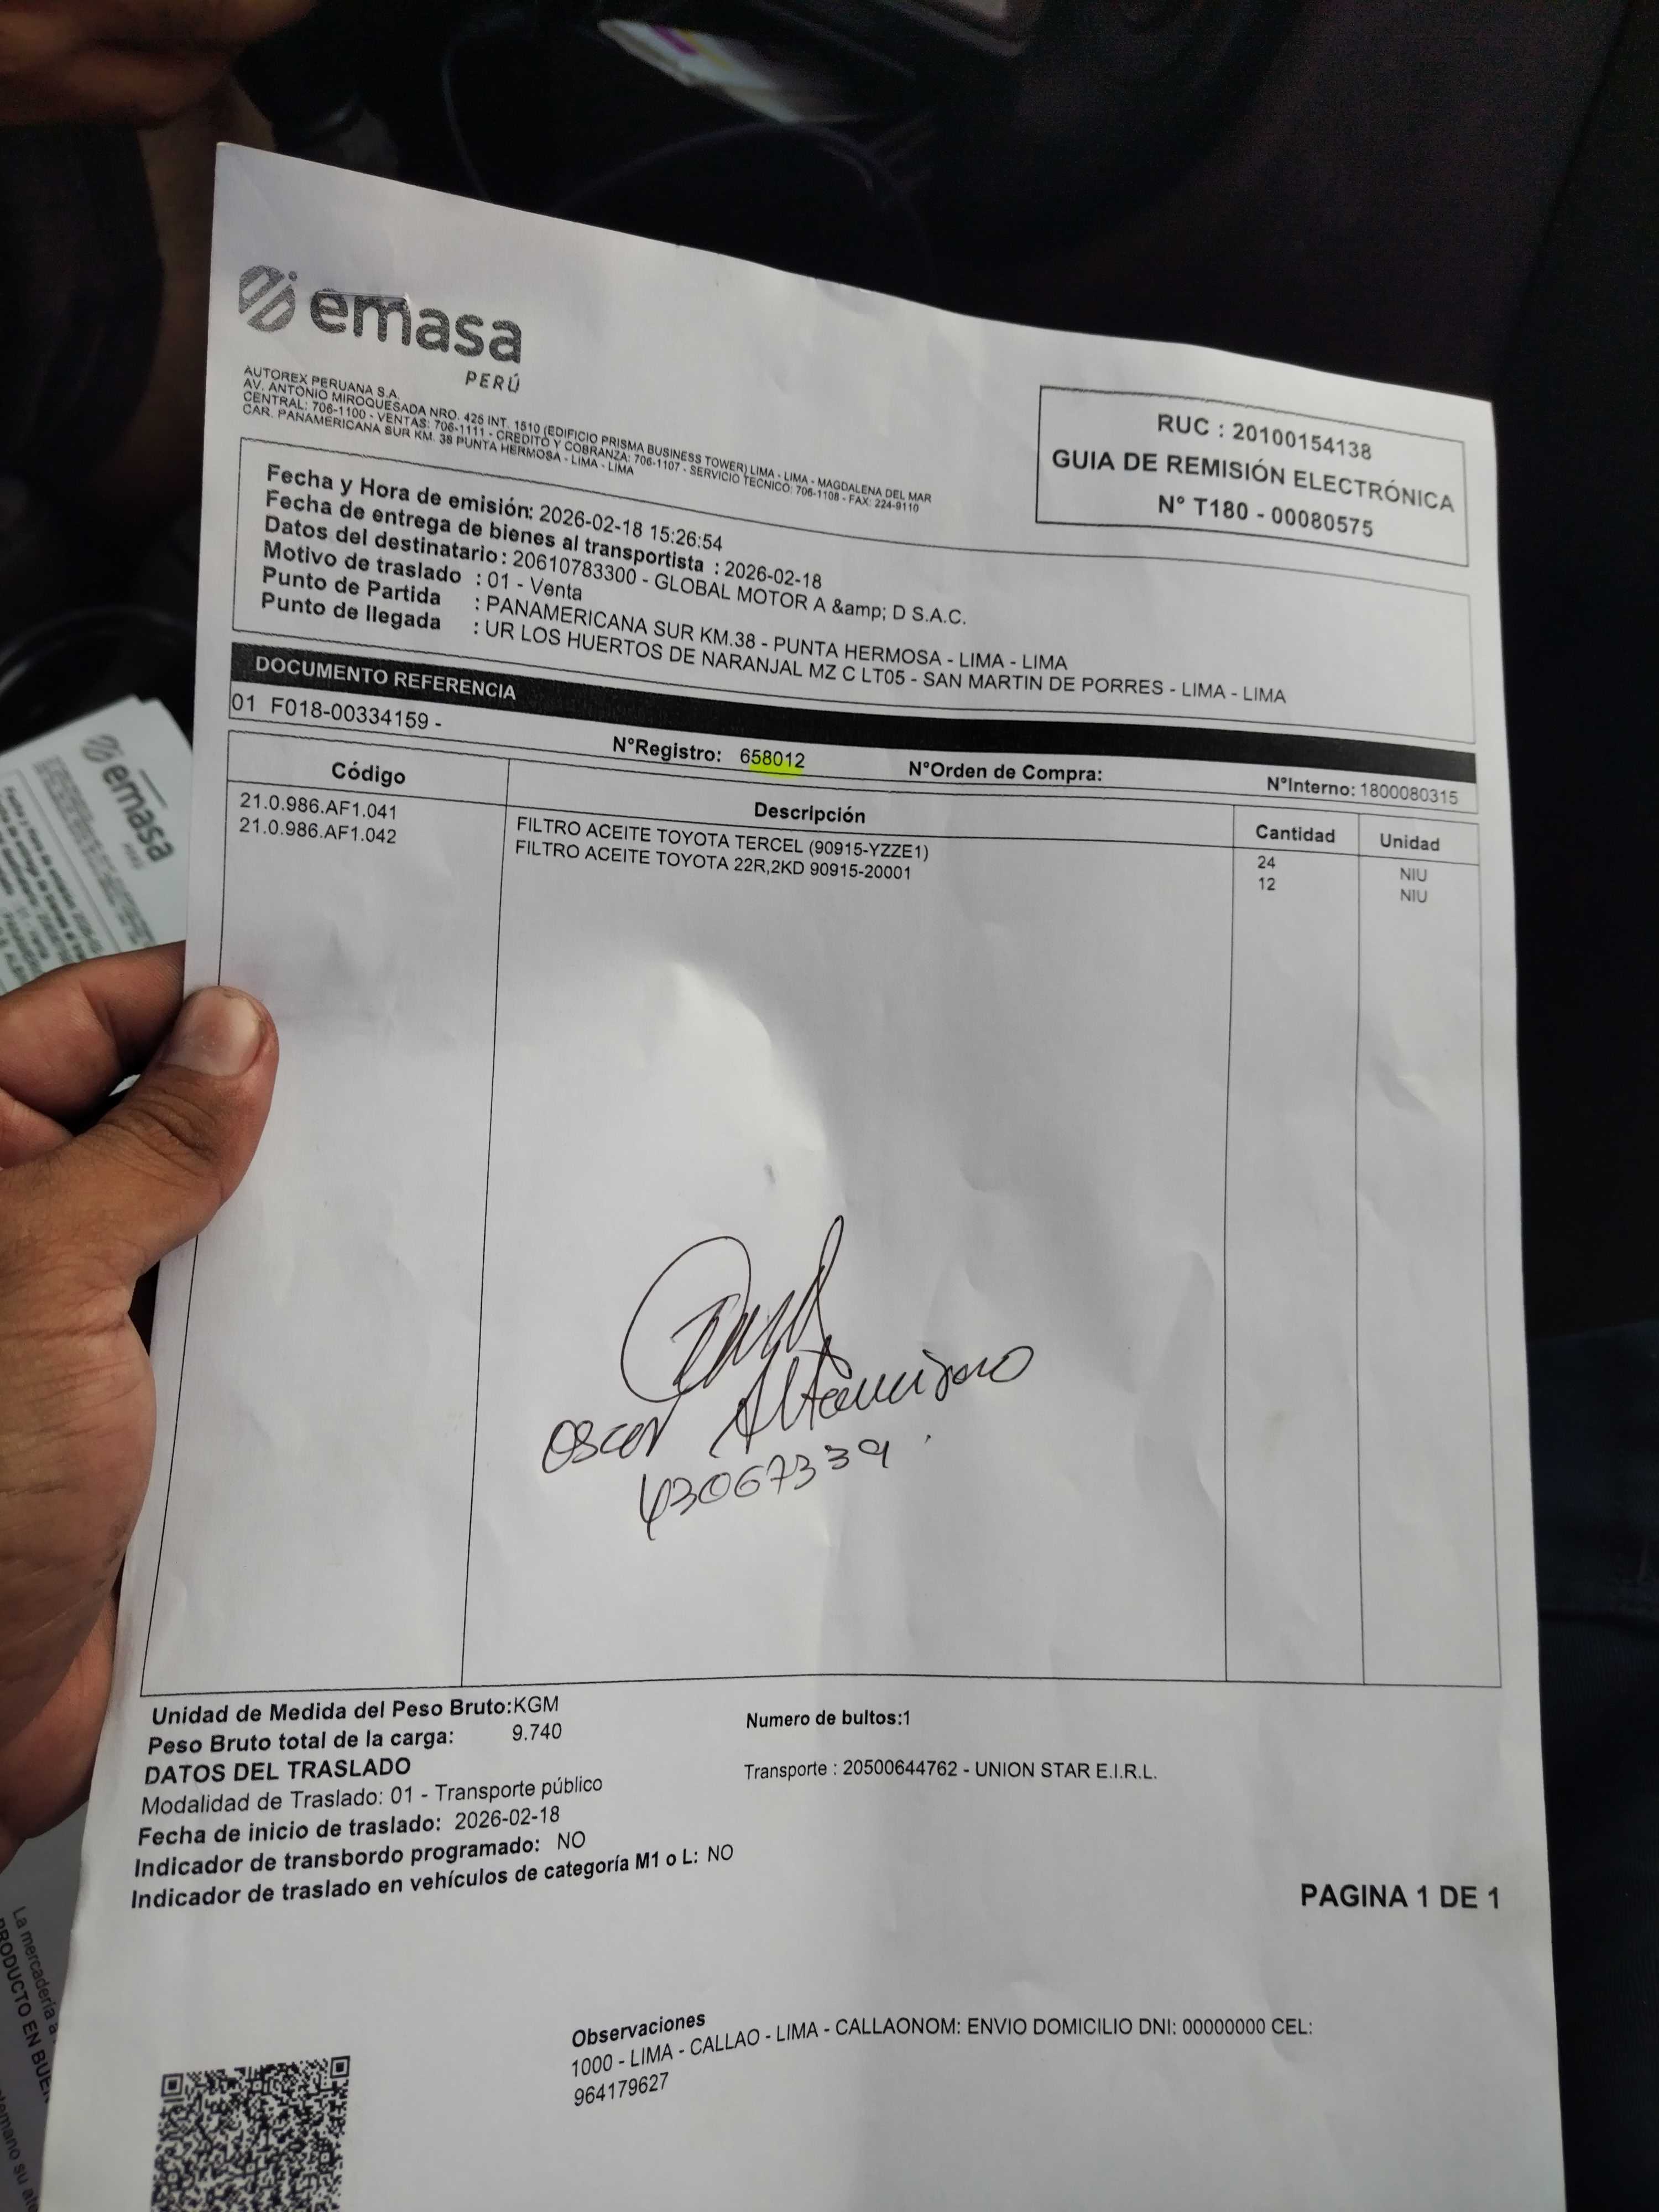 emasa
PERÚ
AUTOREX PERUANA S.A.
AV. ANTONIO MIROQUESADA NRO. 425 INT. 1510 (EDIFICIO PRISMA BUSINESS TOWER) LIMA - LIMA - MAGDALENA DEL MAR
CENTRAL: 706-1100 - VENTAS: 706-1111 - CREDITO Y COBRANZA: 706-1107 - SERVICIO TECNICO: 706-1108 - FAX: 224-9110
CAR. PANAMERICANA SUR KM. 38 PUNTA HERMOSA - LIMA - LIMA
RUC : 20100154138
GUIA DE REMISIÓN ELECTRÓNICA
N° T180 - 00080575
Fecha y Hora de emisión: 2026-02-18 15:26:54
Fecha de entrega de bienes al transportista : 2026-02-18
Datos del destinatario : 20610783300 - GLOBAL MOTOR A &amp; D S.A.C.
Motivo de traslado : 01 - Venta
Punto de Partida : PANAMERICANA SUR KM.38 - PUNTA HERMOSA - LIMA - LIMA
Punto de llegada : UR LOS HUERTOS DE NARANJAL MZ C LT05 - SAN MARTIN DE PORRES - LIMA - LIMA
DOCUMENTO REFERENCIA
01 F018-00334159 -
N°Registro: 658012 N°Orden de Compra: N°Interno: 1800080315
Código Descripción Cantidad Unidad
21.0.986.AF1.041 FILTRO ACEITE TOYOTA TERCEL (90915-YZZE1) 24 NIU
21.0.986.AF1.042 FILTRO ACEITE TOYOTA 22R,2KD 90915-20001 12 NIU
Oscar Altamirano
43067339
Unidad de Medida del Peso Bruto:KGM
Peso Bruto total de la carga: 9.740 Numero de bultos:1
DATOS DEL TRASLADO
Modalidad de Traslado: 01 - Transporte público Transporte : 20500644762 - UNION STAR E.I.R.L.
Fecha de inicio de traslado: 2026-02-18
Indicador de transbordo programado: NO
Indicador de traslado en vehículos de categoría M1 o L: NO
PAGINA 1 DE 1
Observaciones
1000 - LIMA - CALLAO - LIMA - CALLAONOM: ENVIO DOMICILIO DNI: 00000000 CEL:
964179627
emasa
La mercadería
PRODUCTO EN